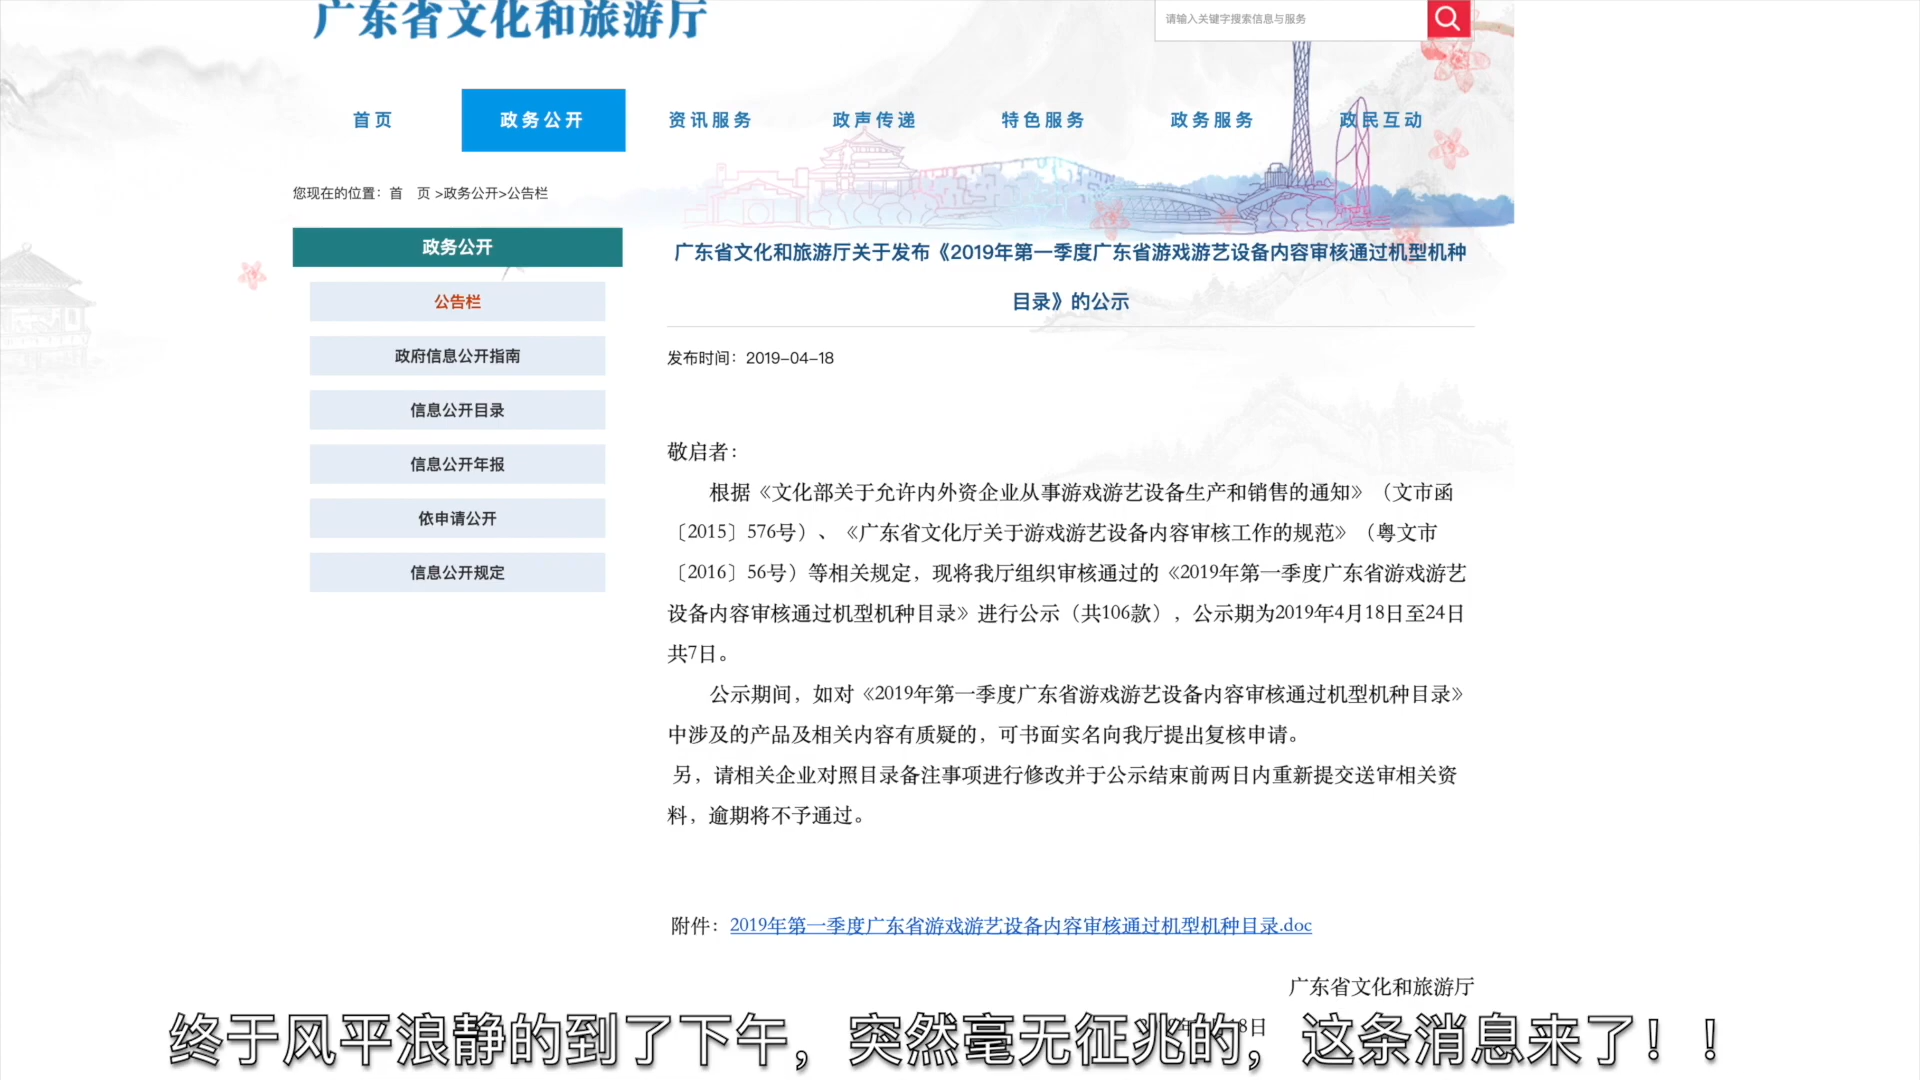 广东省文化和旅游厅
请输入关键字搜索信息与服务
首页 政务公开 资讯服务 政声传递 特色服务 政务服务 政民互动
您现在的位置：首 页 >政务公开>公告栏
政务公开
公告栏
政府信息公开指南
信息公开目录
信息公开年报
依申请公开
信息公开规定
广东省文化和旅游厅关于发布《2019年第一季度广东省游戏游艺设备内容审核通过机型机种
目录》的公示
发布时间：2019-04-18
敬启者：
根据《文化部关于允许内外资企业从事游戏游艺设备生产和销售的通知》（文市函
〔2015〕576号）、《广东省文化厅关于游戏游艺设备内容审核工作的规范》（粤文市
〔2016〕56号）等相关规定，现将我厅组织审核通过的《2019年第一季度广东省游戏游艺
设备内容审核通过机型机种目录》进行公示（共106款），公示期为2019年4月18日至24日
共7日。
公示期间，如对《2019年第一季度广东省游戏游艺设备内容审核通过机型机种目录》
中涉及的产品及相关内容有质疑的，可书面实名向我厅提出复核申请。
另，请相关企业对照目录备注事项进行修改并于公示结束前两日内重新提交送审相关资
料，逾期将不予通过。
附件：2019年第一季度广东省游戏游艺设备内容审核通过机型机种目录.doc
广东省文化和旅游厅
8日
终于风平浪静的到了下午，突然毫无征兆的，这条消息来了！！